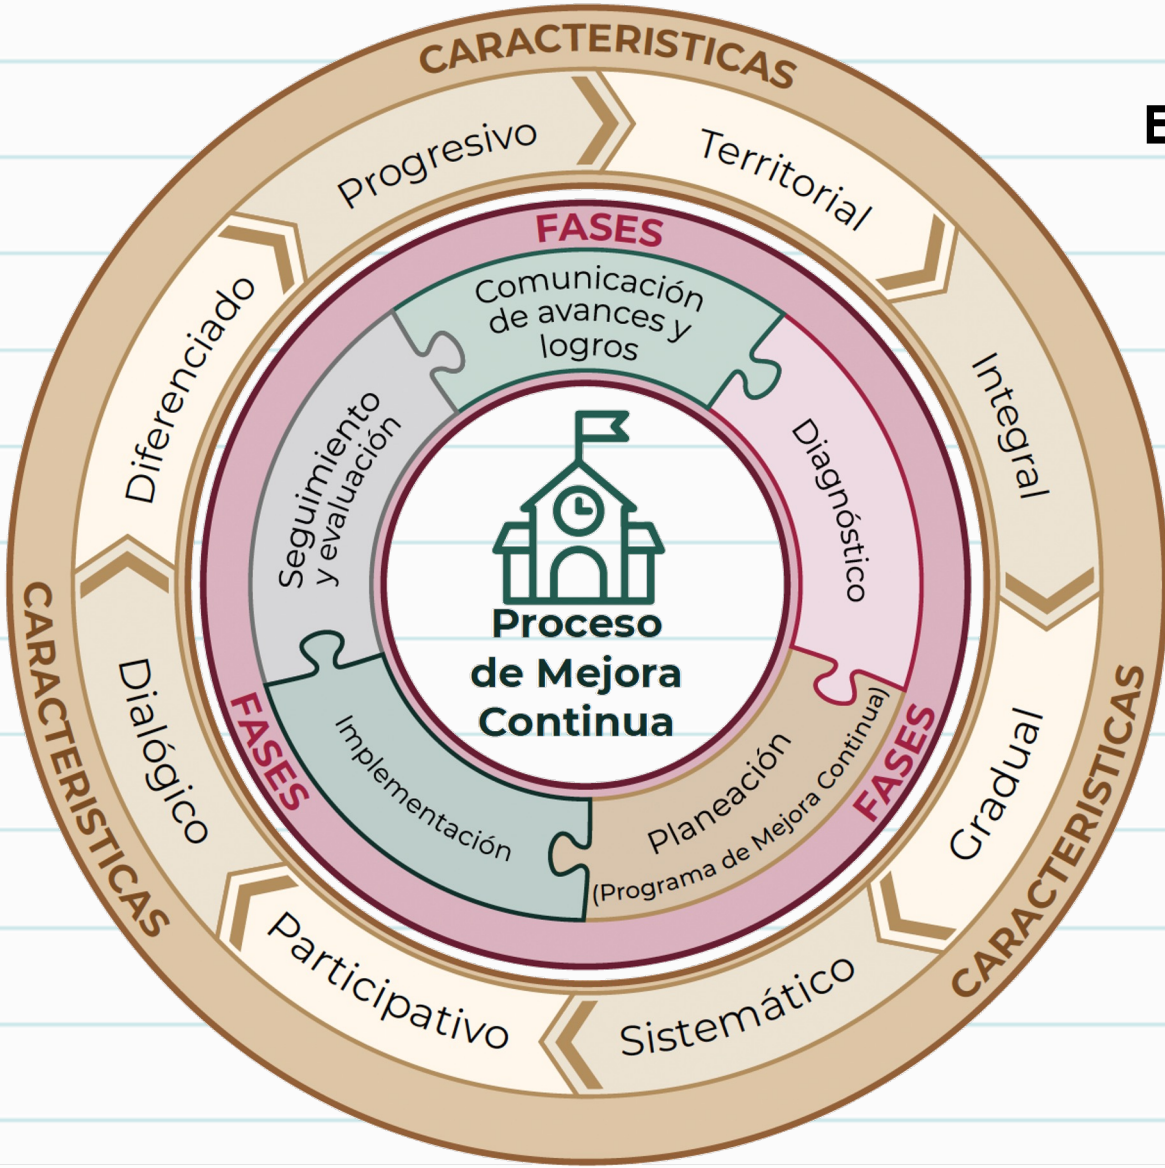 CARACTERISTICAS
Progresivo
Territorial
Integral
Gradual
Sistemático
Participativo
Dialógico
Diferenciado
CARACTERISTICAS
CARACTERISTICAS
FASES
Comunicación
de avances y
logros
Diagnóstico
Planeación
(Programa de Mejora Continua)
Implementación
Seguimiento
y evaluación
FASES
FASES
Proceso
de Mejora
Continua
E